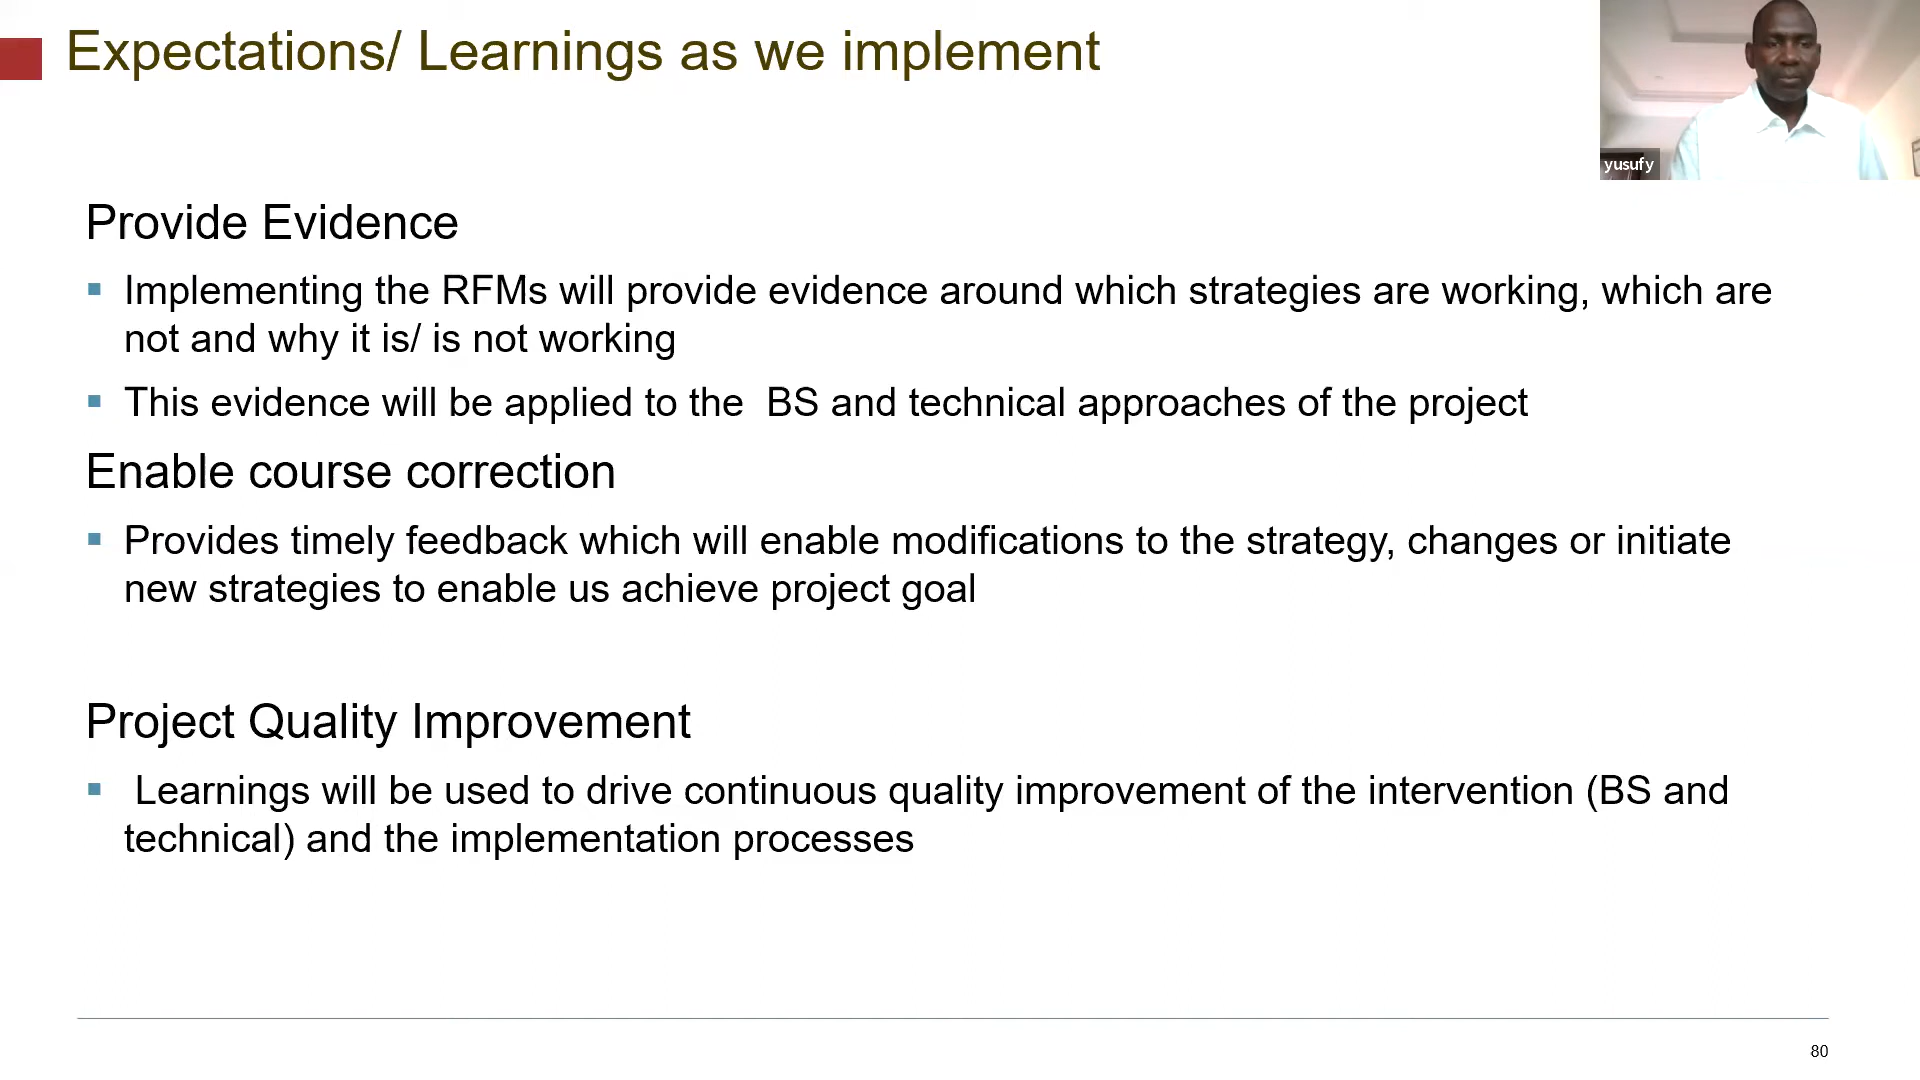 Expectations/ Learnings as we implement
yusufy
Provide Evidence
Implementing the RFMs will provide evidence around which strategies are working, which are
not and why it is/ is not working
This evidence will be applied to the  BS and technical approaches of the project
Enable course correction
Provides timely feedback which will enable modifications to the strategy, changes or initiate
new strategies to enable us achieve project goal
Project Quality Improvement
Learnings will be used to drive continuous quality improvement of the intervention (BS and
technical) and the implementation processes
80